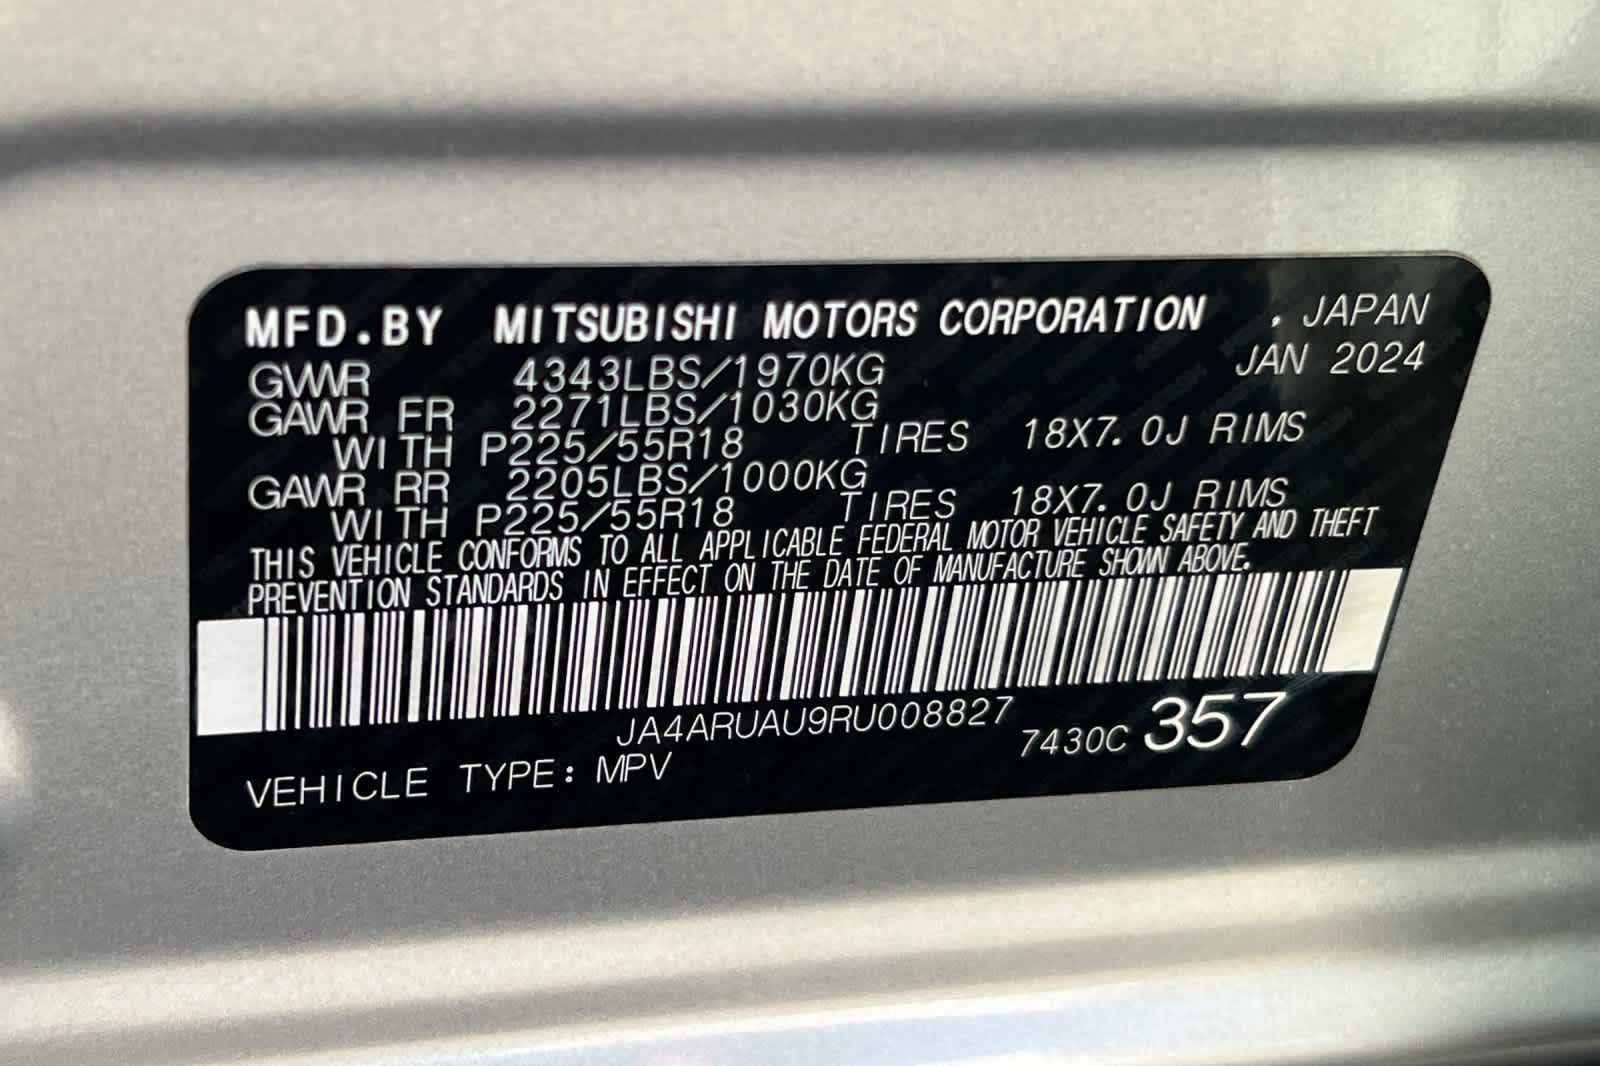 MFD.BY MITSUBISHI MOTORS CORPORATION , JAPAN
JAN 2024
GVWR 4343LBS/1970KG
GAWR FR 2271LBS/1030KG
WITH P225/55R18 TIRES 18X7.0J RIMS
GAWR RR 2205LBS/1000KG
WITH P225/55R18 TIRES 18X7.0J RIMS
THIS VEHICLE CONFORMS TO ALL APPLICABLE FEDERAL MOTOR VEHICLE SAFETY AND THEFT
PREVENTION STANDARDS IN EFFECT ON THE DATE OF MANUFACTURE SHOWN ABOVE.
JA4ARUAU9RU008827
7430C 357
VEHICLE TYPE: MPV